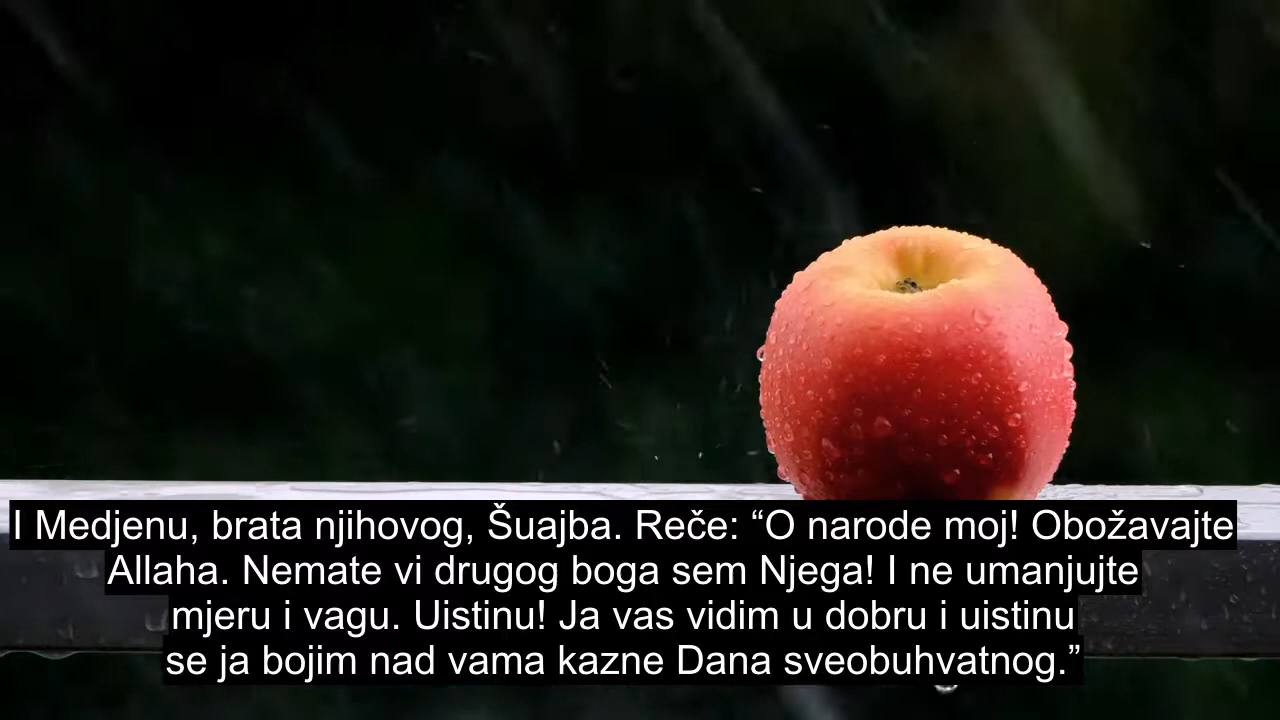 I Medjenu, brata njihovog, Šuajba. Reče: “O narode moj! Obožavajte
Allaha. Nemate vi drugog boga sem Njega! I ne umanjujte
mjeru i vagu. Uistinu! Ja vas vidim u dobru i uistinu
se ja bojim nad vama kazne Dana sveobuhvatnog.”